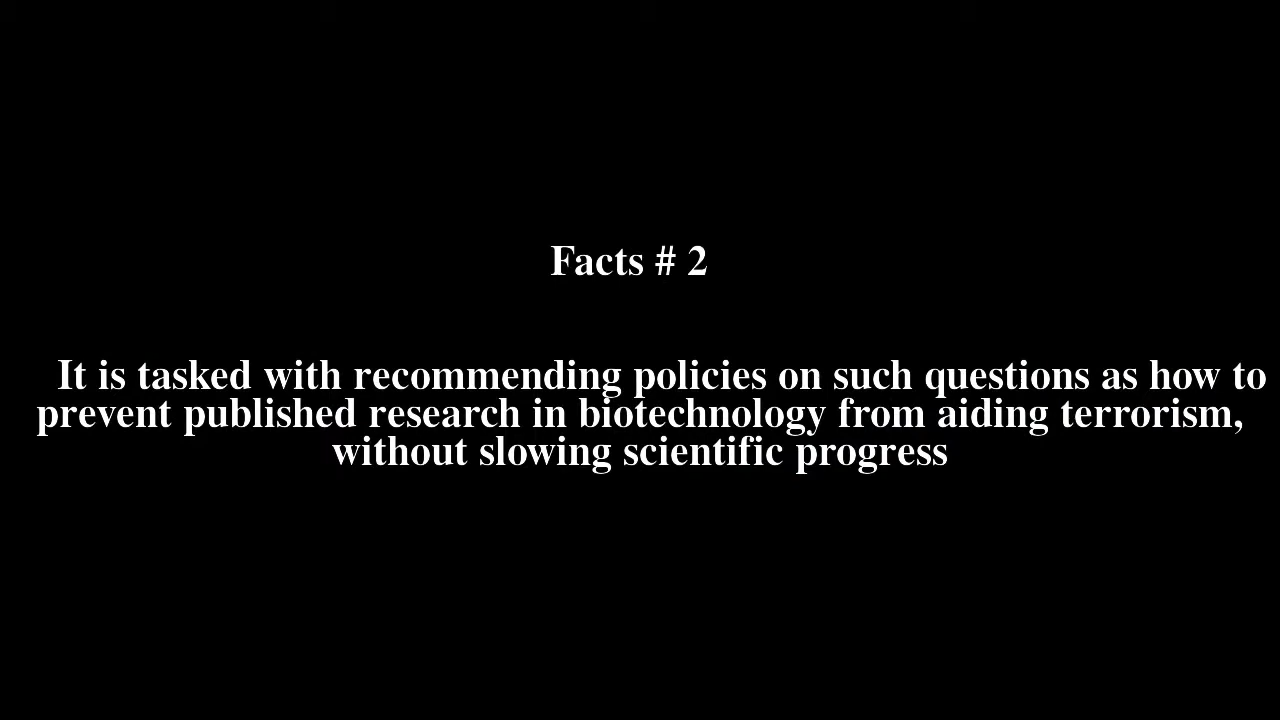 Facts # 2
It is tasked with recommending policies on such questions as how to
prevent published research in biotechnology from aiding terrorism,
without slowing scientific progress